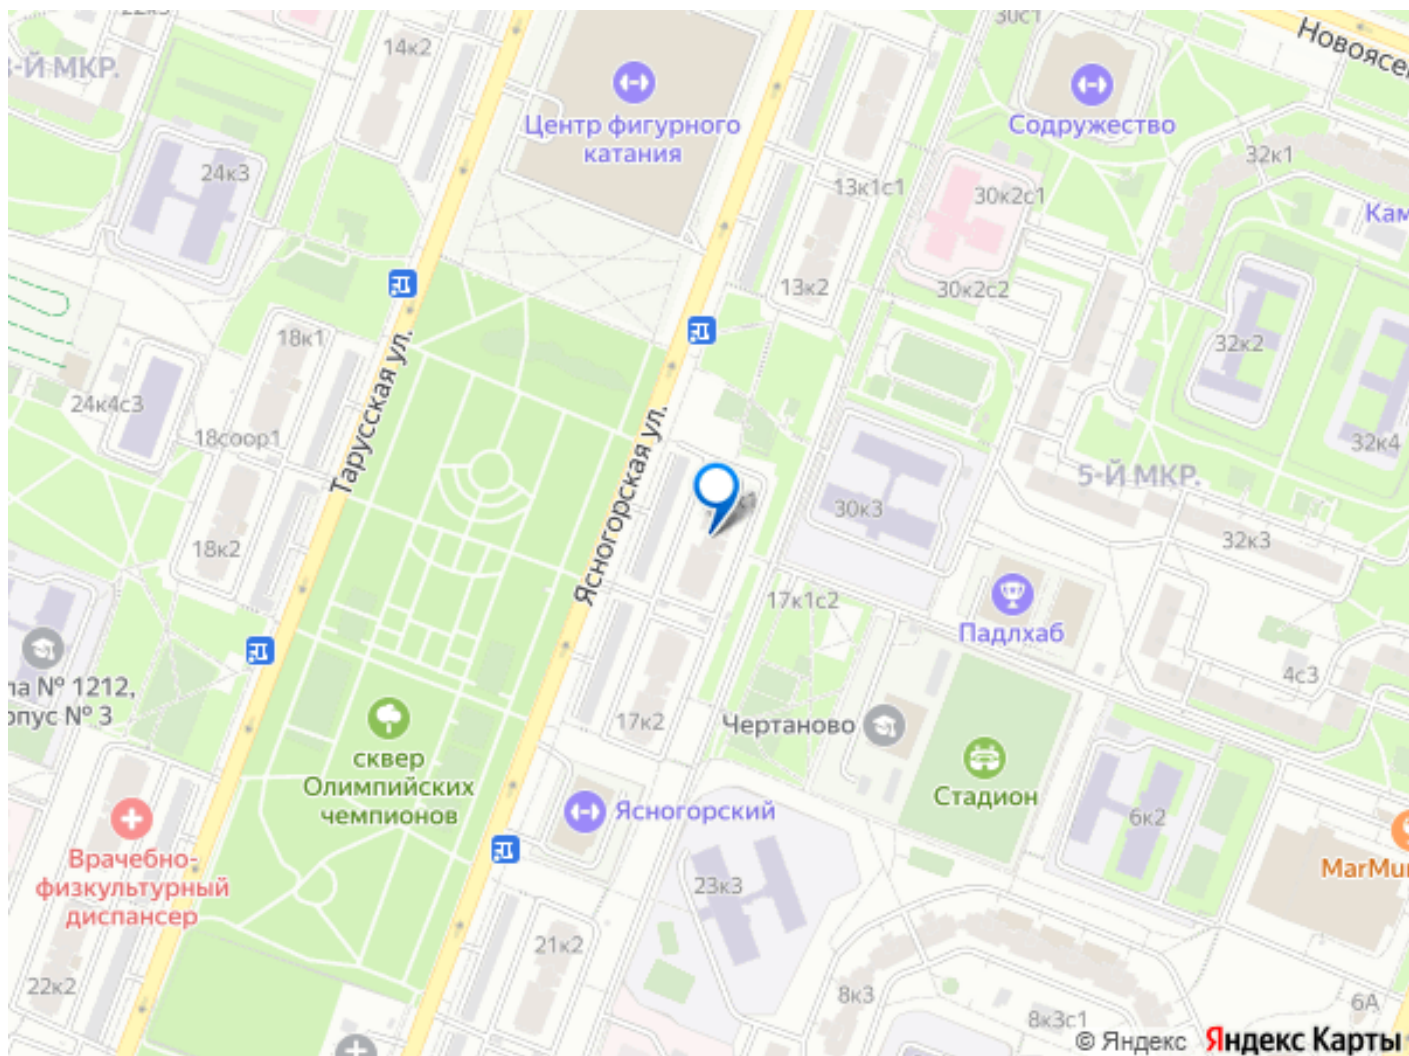 30с1
14к2
Новоясе
3-Й МКР.
Центр фигурного
катания
Содружество
32к1
24к3
13к1с1
30к2с1
Кам
13к2
30к2с2
18к1
32к2
24к4с3
Тарусская ул.
18соор1
Ясногорская ул.
32к4
5-Й МКР.
30к3
18к2
32к3
17к1с2
Падлхаб
ла № 1212,
рпус № 3
4с3
17к2
Чертаново
сквер
Олимпийских
чемпионов
Стадион
Ясногорский
6к2
Врачебно-
физкультурный
диспансер
MarMu
23к3
21к2
22к2
8к3
6А
8к3с1
© Яндекс Яндекс Карты